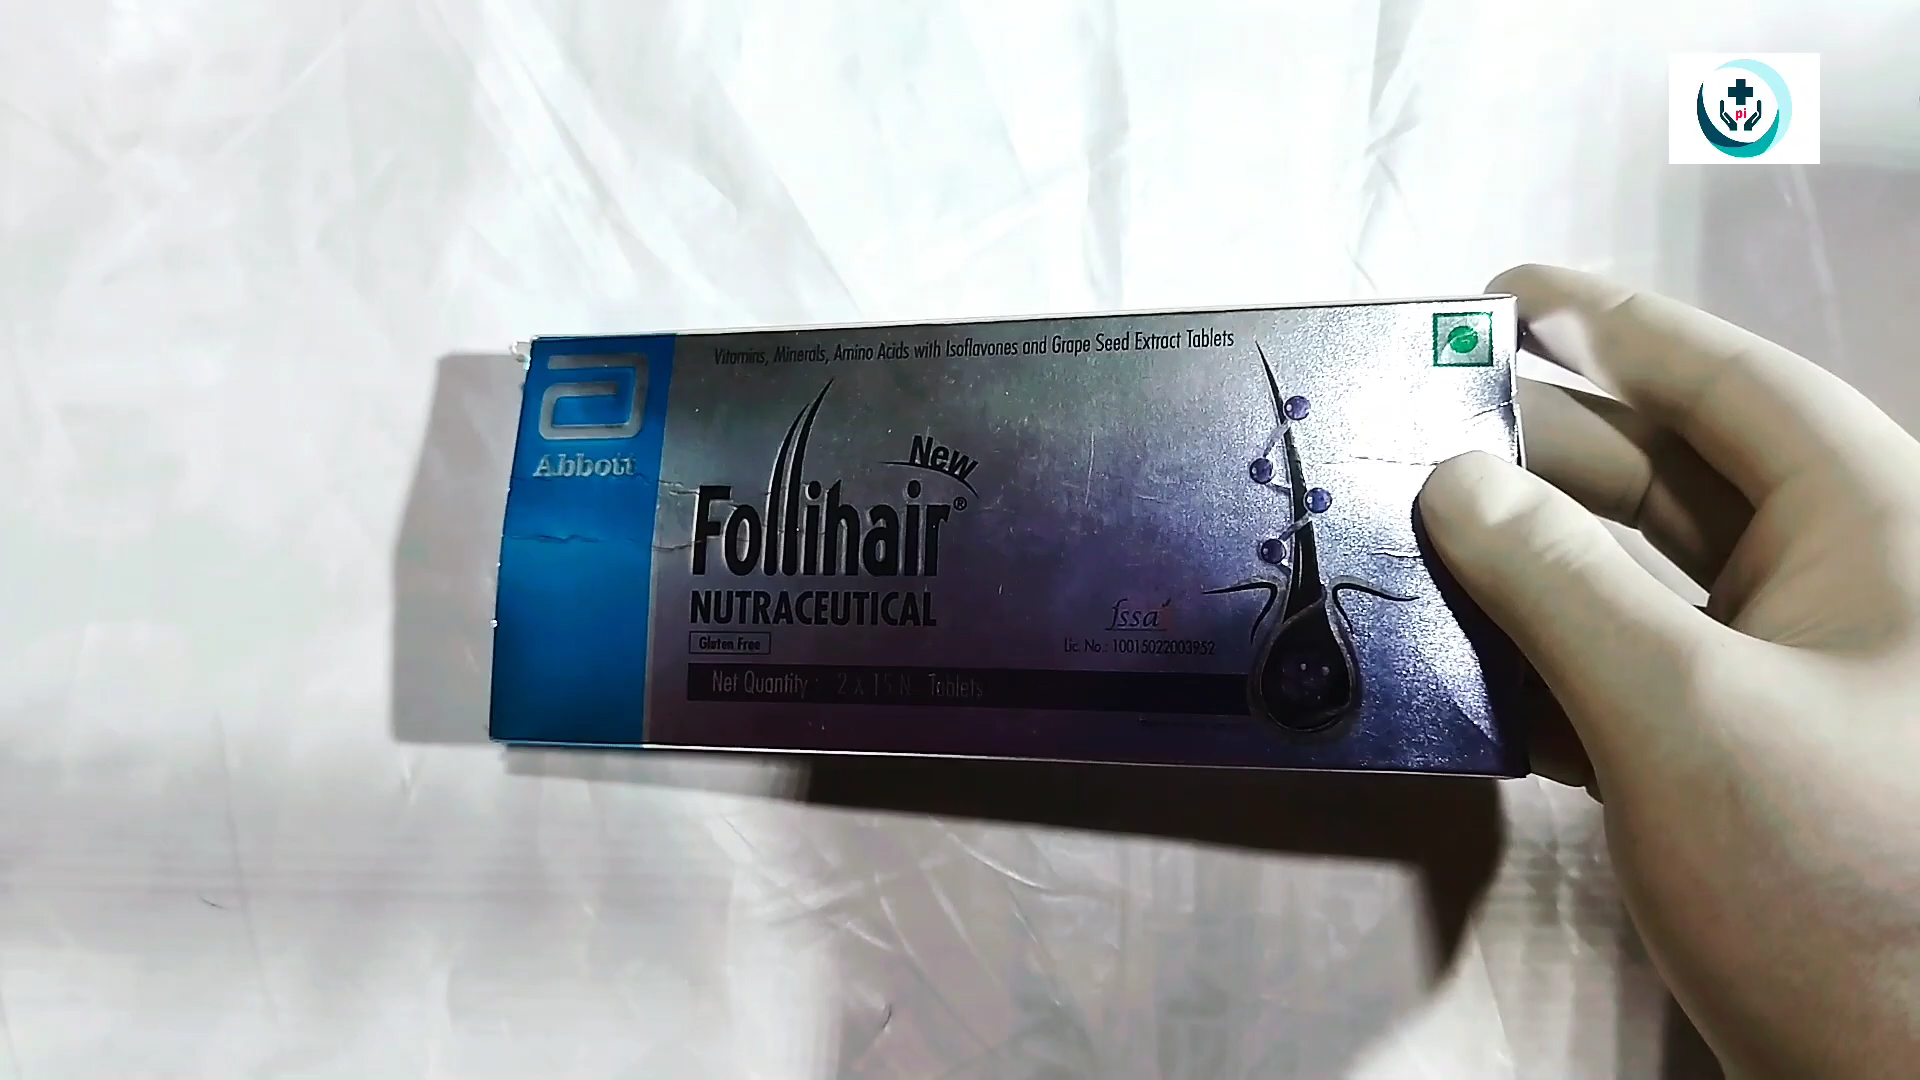 pi
Vitamins, Minerals, Amino Acids with Isoflavones and Grape Seed Extract Tablets
Abbott
New
Follihair®
NUTRACEUTICAL
Gluten Free
fssai
Lic. No.: 10015022003952
Net Quantity : 2 x 15 N Tablets